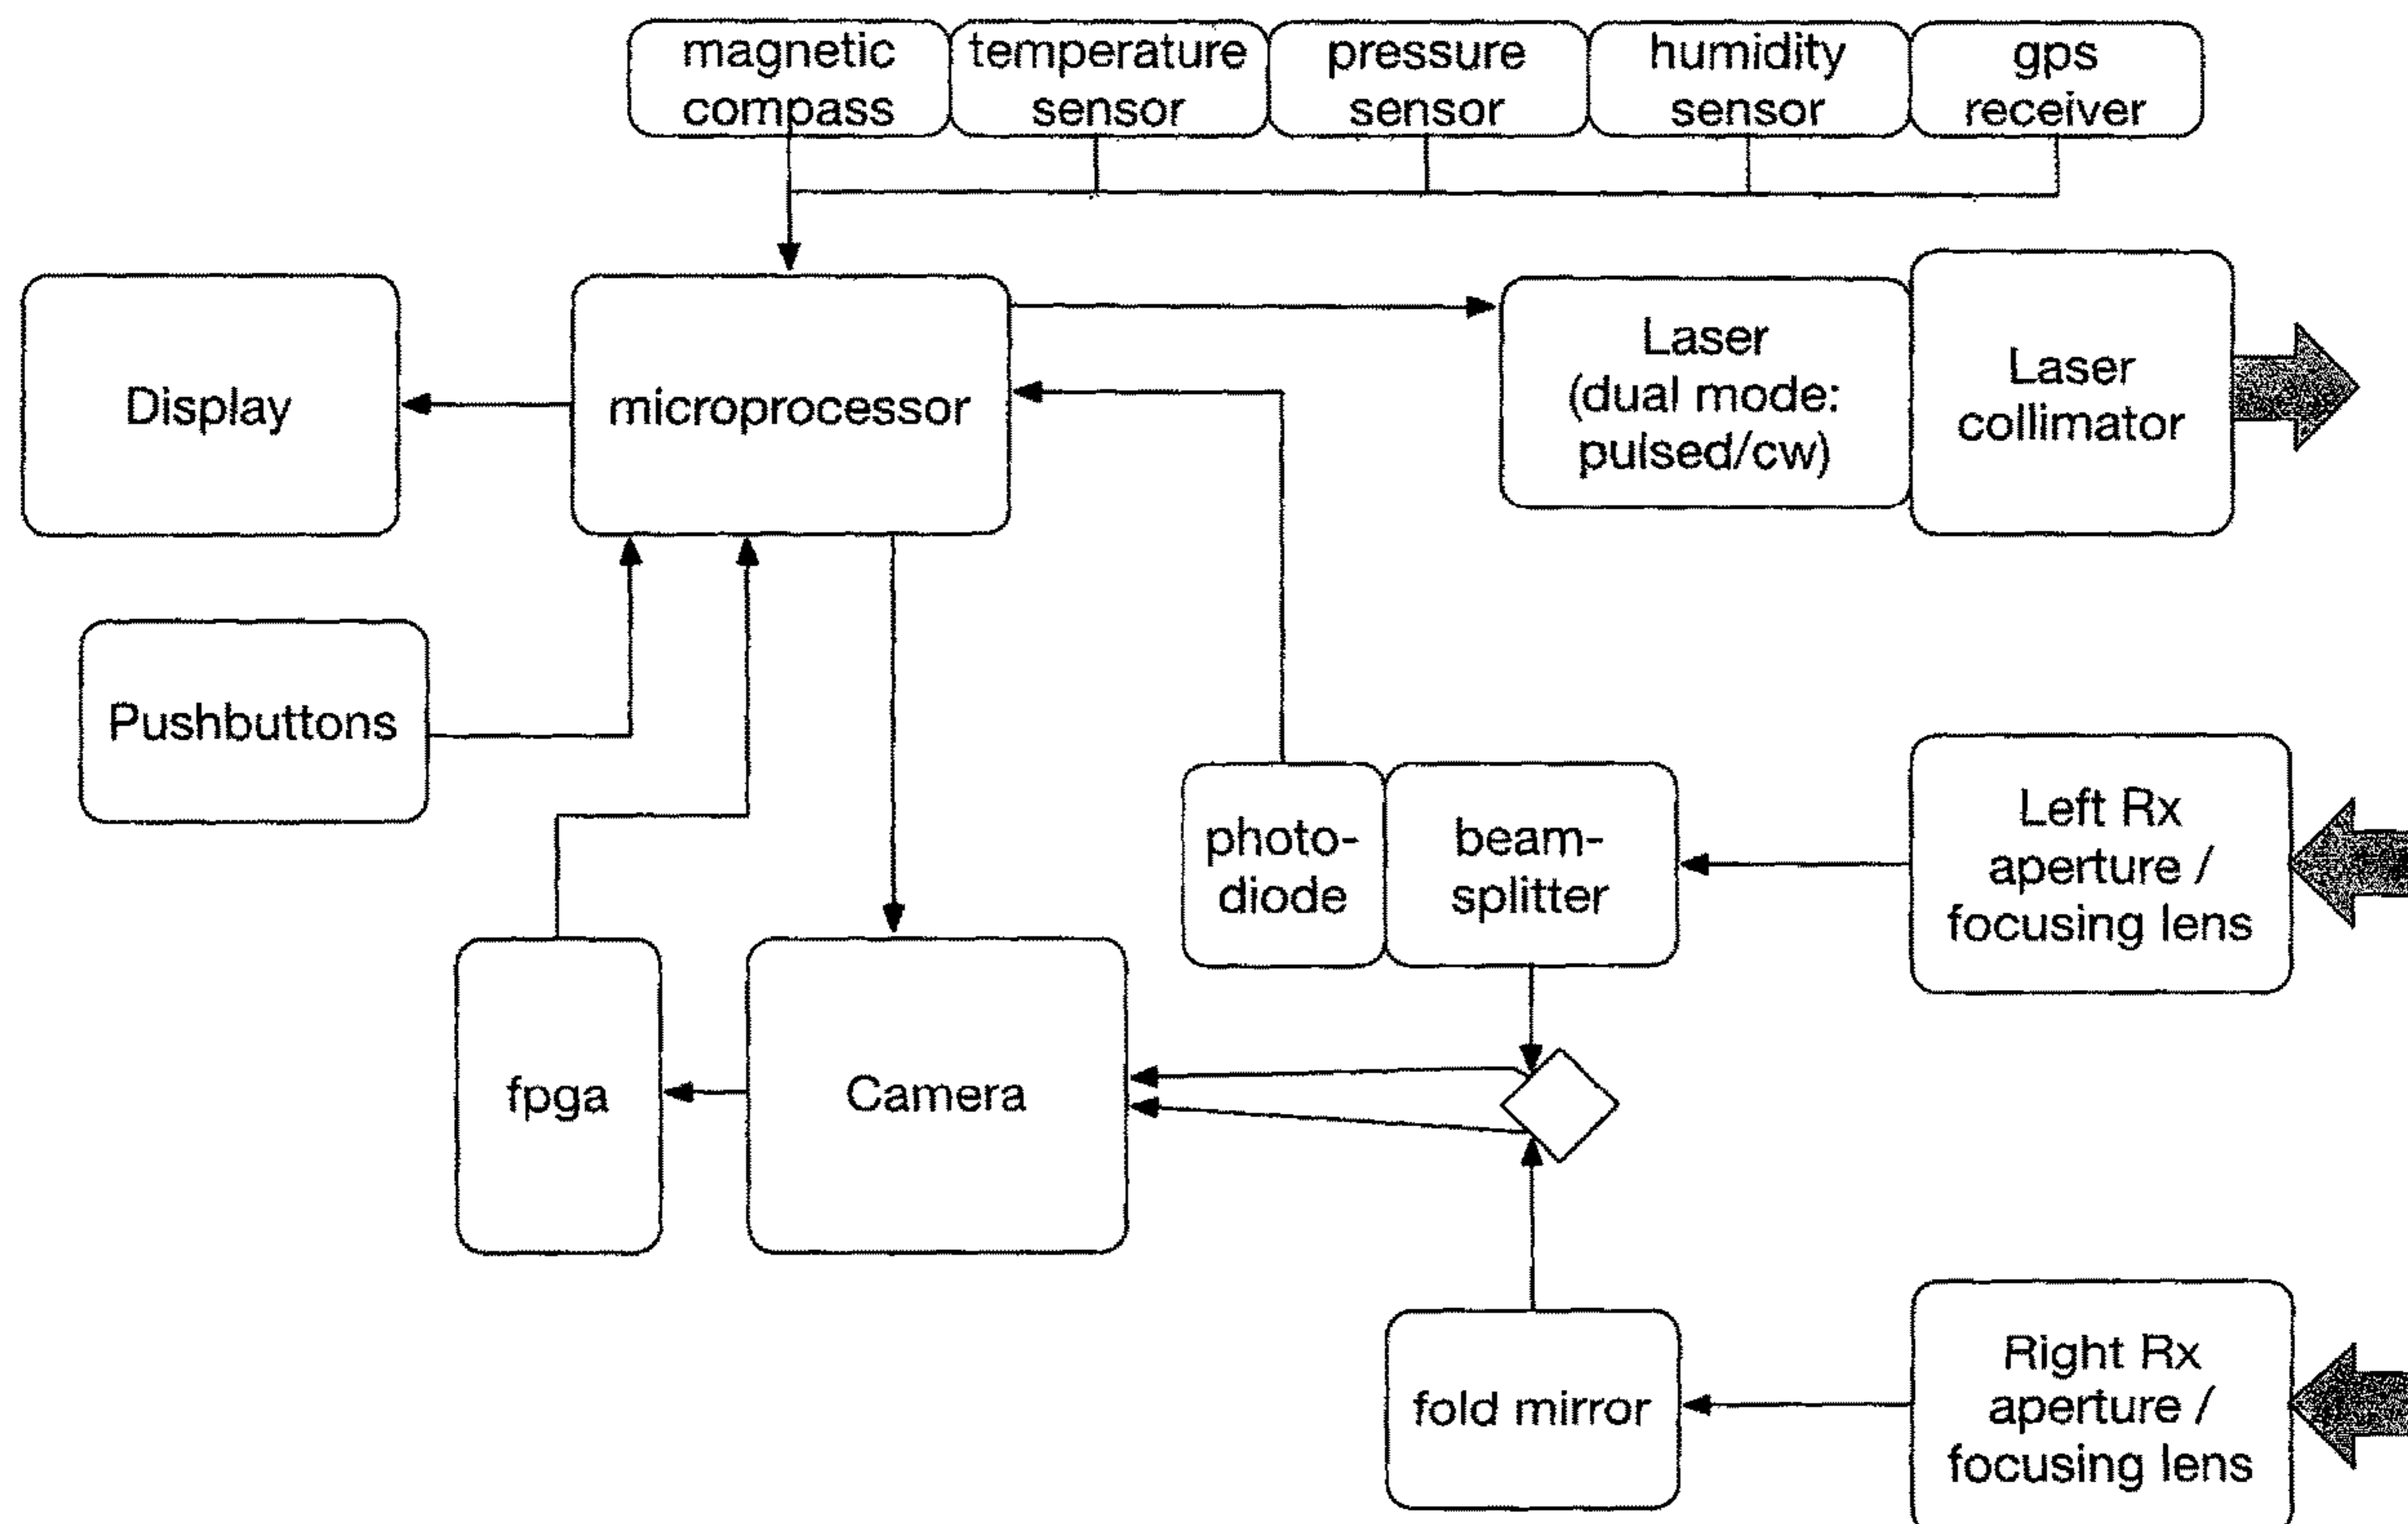 magnetic
compass
temperature
sensor
pressure
sensor
humidity
sensor
gps
receiver
Display
microprocessor
Laser
(dual mode:
pulsed/cw)
Laser
collimator
Pushbuttons
photo-
diode
beam-
splitter
Left Rx
aperture /
focusing lens
fpga
Camera
fold mirror
Right Rx
aperture /
focusing lens